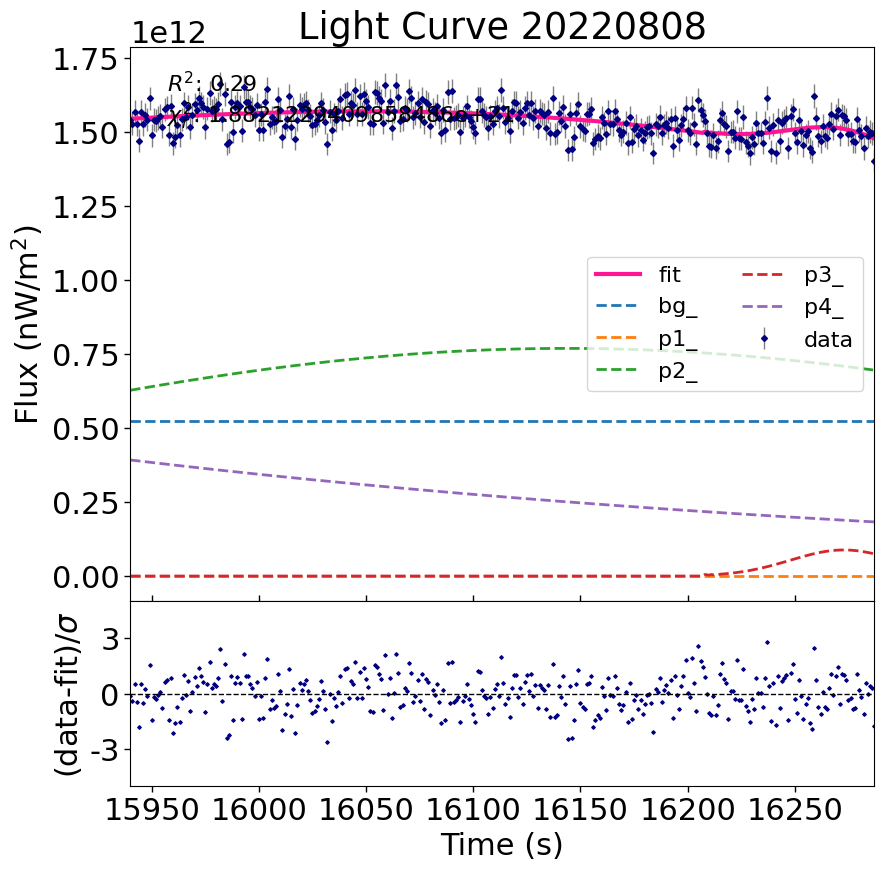 Light Curve 20220808
1e12
1.75
1.50
1.25
1.00
0.75
0.50
0.25
0.00
Flux (nW/m²)
R²: 0.29
fit
bg_
p1_
p2_
p3_
p4_
data
3
0
-3
(data-fit)/σ
15950 16000 16050 16100 16150 16200 16250
Time (s)